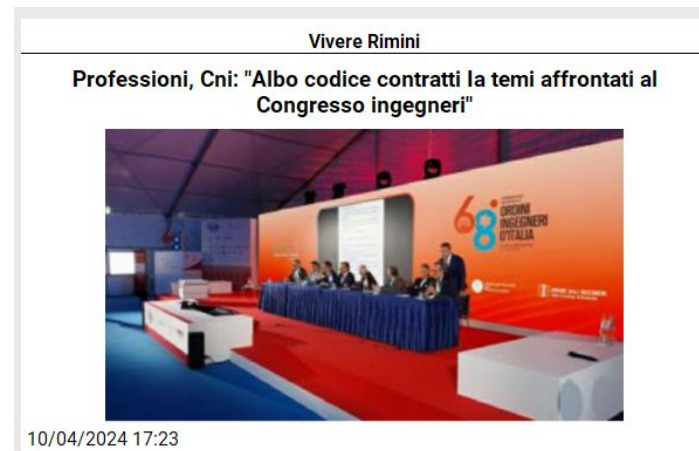 Vivere Rimini
Professioni, Cni: "Albo codice contratti Ia temi affrontati al
Congresso ingegneri"
68°
ORDINI
INGEGNERI
D'ITALIA
10/04/2024 17:23